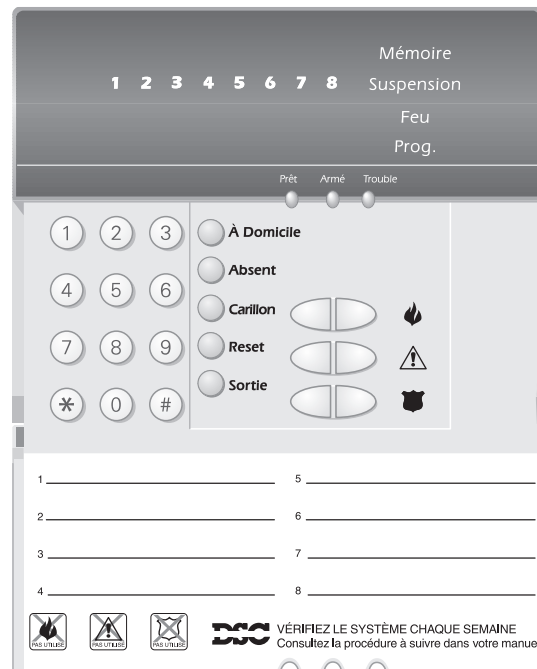 Mémoire
1 2 3 4 5 6 7 8 Suspension
Feu
Prog.
Prêt Armé Trouble
1 2 3 À Domicile
Absent
4 5 6
Carillon
7 8 9 Reset
Sortie
* 0 #
1 5
2 6
3 7
4 8
PAS UTILISÉ PAS UTILISÉ PAS UTILISÉ
DSC VÉRIFIEZ LE SYSTÈME CHAQUE SEMAINE
Consultez la procédure à suivre dans votre manue